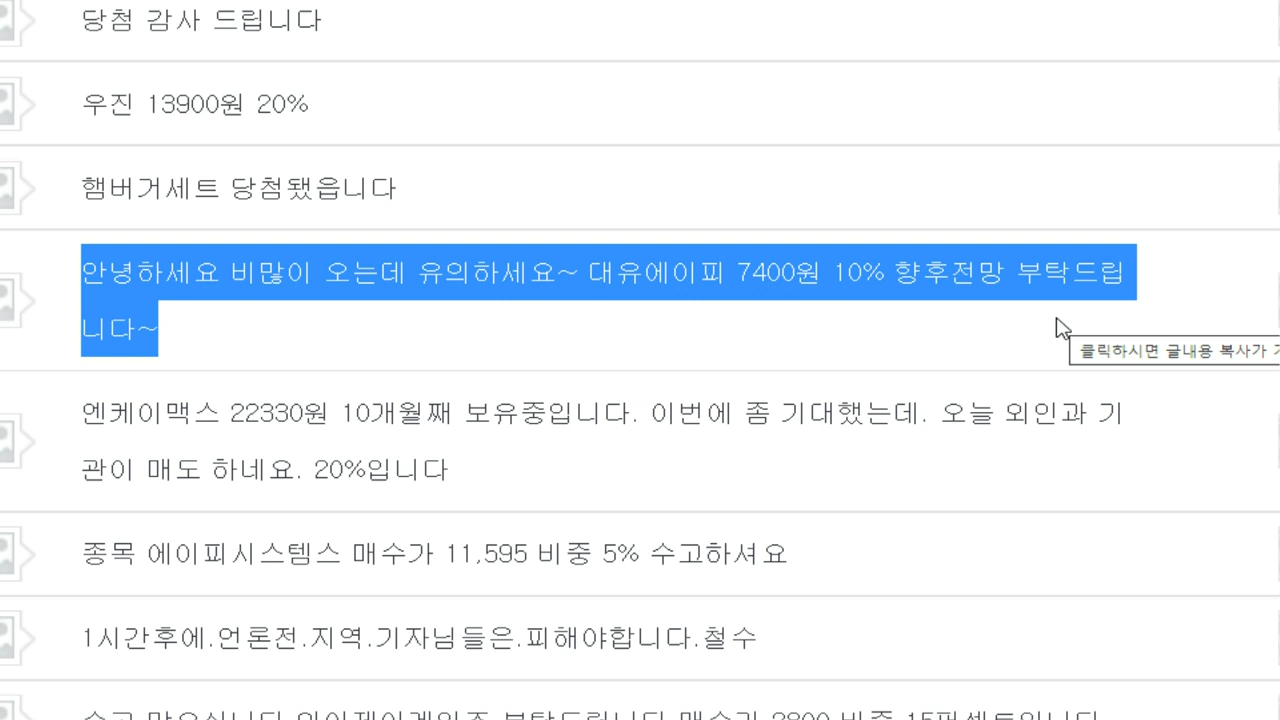 당첨 감사 드립니다
우진 13900원 20%
햄버거세트 당첨됐읍니다
안녕하세요 비많이 오는데 유의하세요~ 대유에이피 7400원 10% 향후전망 부탁드립
니다~
클릭하시면 글내용 복사가
엔케이맥스 22330원 10개월째 보유중입니다. 이번에 좀 기대했는데. 오늘 외인과 기
관이 매도 하네요. 20%입니다
종목 에이피시스템스 매수가 11,595 비중 5% 수고하셔요
1시간후에.언론전.지역.기자님들은.피해야합니다.철수